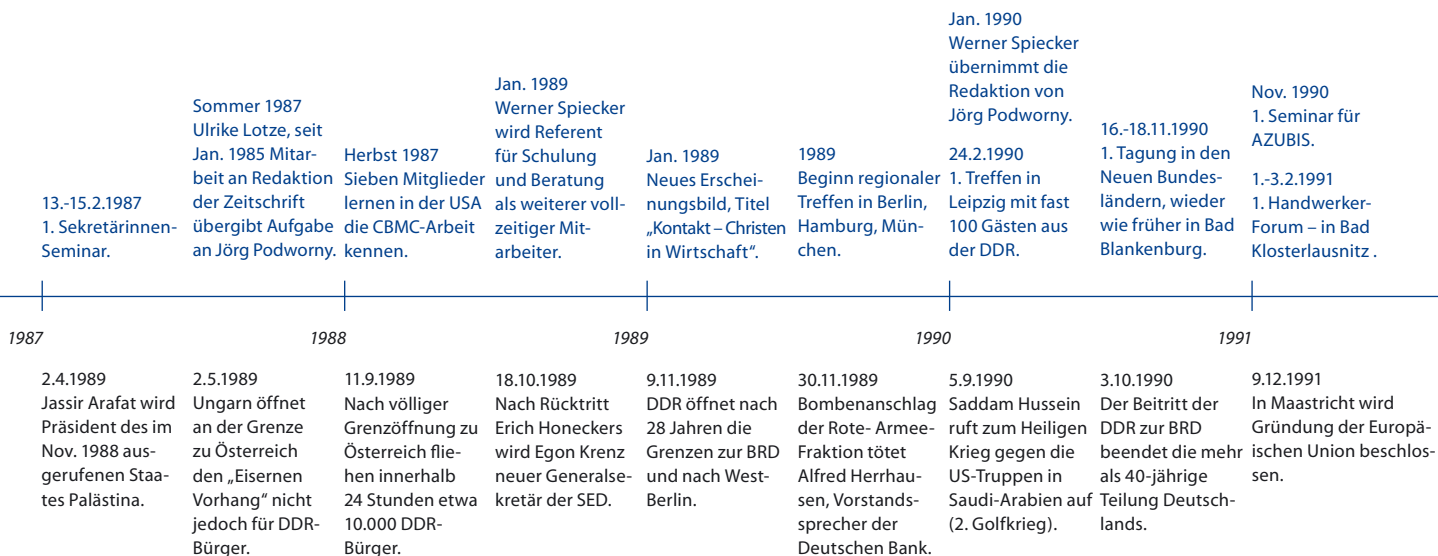 13.-15.2.1987
1. Sekretärinnen-
Seminar.
Sommer 1987
Ulrike Lotze, seit
Jan. 1985 Mitar-
beit an Redaktion
der Zeitschrift
übergibt Aufgabe
an Jörg Podworny.
Herbst 1987
Sieben Mitglieder
lernen in der USA
die CBMC-Arbeit
kennen.
Jan. 1989
Werner Spiecker
wird Referent
für Schulung
und Beratung
als weiterer voll-
zeitiger Mit-
arbeiter.
Jan. 1989
Neues Erschei-
nungsbild, Titel
„Kontakt – Christen
in Wirtschaft“.
1989
Beginn regionaler
Treffen in Berlin,
Hamburg, Mün-
chen.
Jan. 1990
Werner Spiecker
übernimmt die
Redaktion von
Jörg Podworny.
24.2.1990
1. Treffen in
Leipzig mit fast
100 Gästen aus
der DDR.
16.-18.11.1990
1. Tagung in den
Neuen Bundes-
ländern, wieder
wie früher in Bad
Blankenburg.
Nov. 1990
1. Seminar für
AZUBIS.
1.-3.2.1991
1. Handwerker-
Forum – in Bad
Klosterlausnitz .
1987
1988
1989
1990
1991
2.4.1989
Jassir Arafat wird
Präsident des im
Nov. 1988 aus-
gerufenen Staa-
tes Palästina.
2.5.1989
Ungarn öffnet
an der Grenze
zu Österreich
den „Eisernen
Vorhang“ nicht
jedoch für DDR-
Bürger.
11.9.1989
Nach völliger
Grenzöffnung zu
Österreich flie-
hen innerhalb
24 Stunden etwa
10.000 DDR-
Bürger.
18.10.1989
Nach Rücktritt
Erich Honeckers
wird Egon Krenz
neuer Generalse-
kretär der SED.
9.11.1989
DDR öffnet nach
28 Jahren die
Grenzen zur BRD
und nach West-
Berlin.
30.11.1989
Bombenanschlag
der Rote- Armee-
Fraktion tötet
Alfred Herrhau-
sen, Vorstands-
sprecher der
Deutschen Bank.
5.9.1990
Saddam Hussein
ruft zum Heiligen
Krieg gegen die
US-Truppen in
Saudi-Arabien auf
(2. Golfkrieg).
3.10.1990
Der Beitritt der
DDR zur BRD
beendet die mehr
als 40-jährige
Teilung Deutsch-
lands.
9.12.1991
In Maastricht wird
Gründung der Europä-
ischen Union beschlos-
sen.